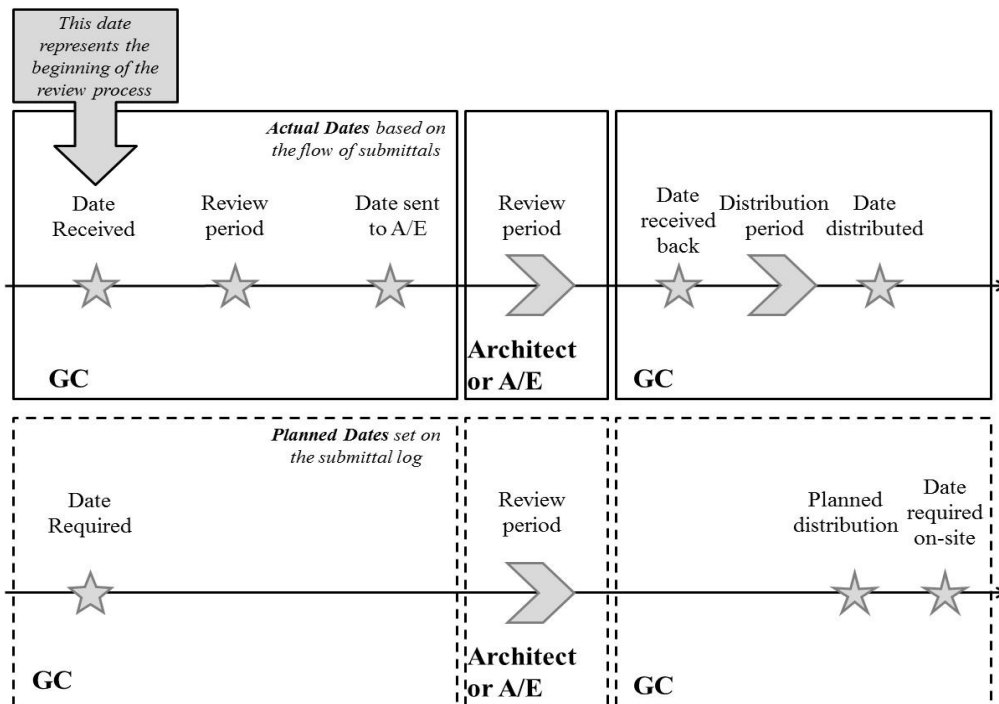 This date
represents the
beginning of the
review process
Actual Dates based on
the flow of submittals
Date
Received
Review
period
Date sent
to A/E
Review
period
Date
received
back
Distribution
period
Date
distributed
GC
Architect
or A/E
GC
Planned Dates set on
the submittal log
Date
Required
Review
period
Planned
distribution
Date
required
on-site
GC
Architect
or A/E
GC